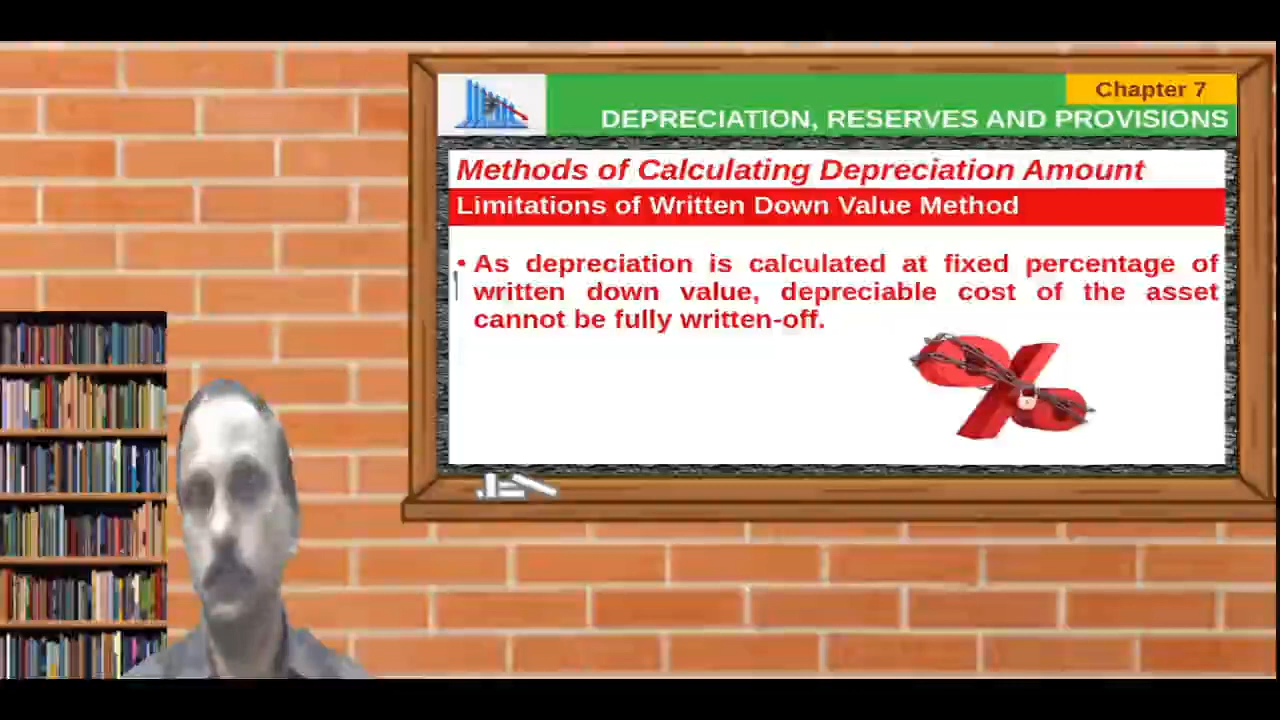 Chapter 7
DEPRECIATION, RESERVES AND PROVISIONS
Methods of Calculating Depreciation Amount
Limitations of Written Down Value Method
• As depreciation is calculated at fixed percentage of
written down value, depreciable cost of the asset
cannot be fully written-off.